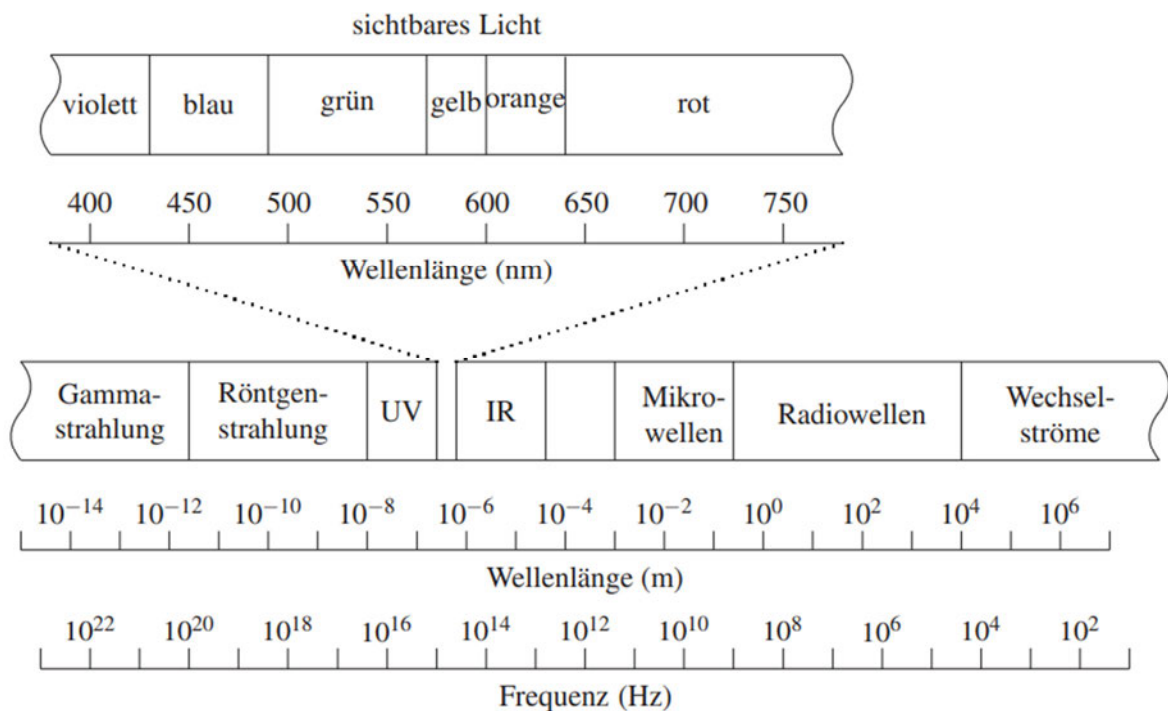 sichtbares Licht
violett blau grün gelb orange rot
400 450 500 550 600 650 700 750
Wellenlänge (nm)
Gamma- Röntgen- UV IR Mikro- Radiowellen Wechsel-
strahlung strahlung wellen ströme
10⁻¹⁴ 10⁻¹² 10⁻¹⁰ 10⁻⁸ 10⁻⁶ 10⁻⁴ 10⁻² 10⁰ 10² 10⁴ 10⁶
Wellenlänge (m)
10²² 10²⁰ 10¹⁸ 10¹⁶ 10¹⁴ 10¹² 10¹⁰ 10⁸ 10⁶ 10⁴ 10²
Frequenz (Hz)